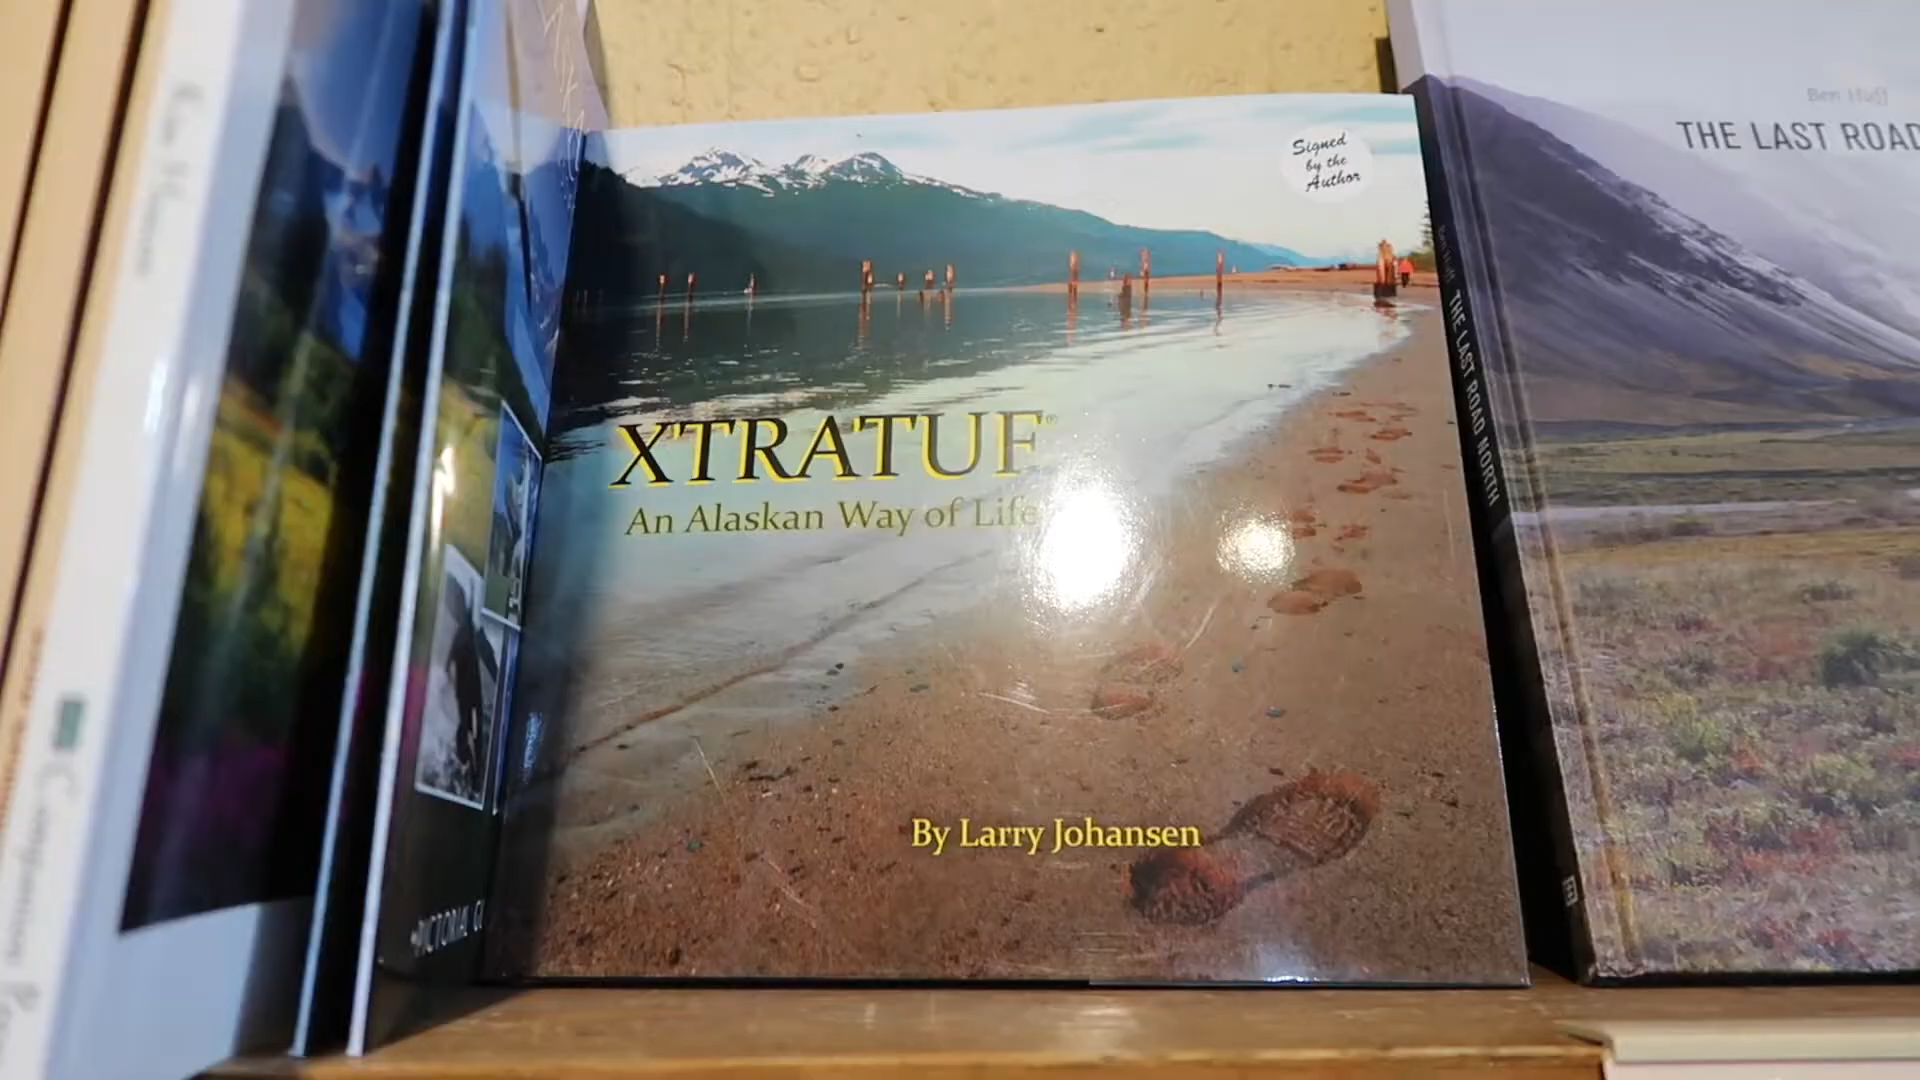 Signed
by the
Author
XTRATUF®
An Alaskan Way of Life
By Larry Johansen
PICTORIAL
Ben Huff
THE LAST ROAD
THE LAST ROAD NORTH